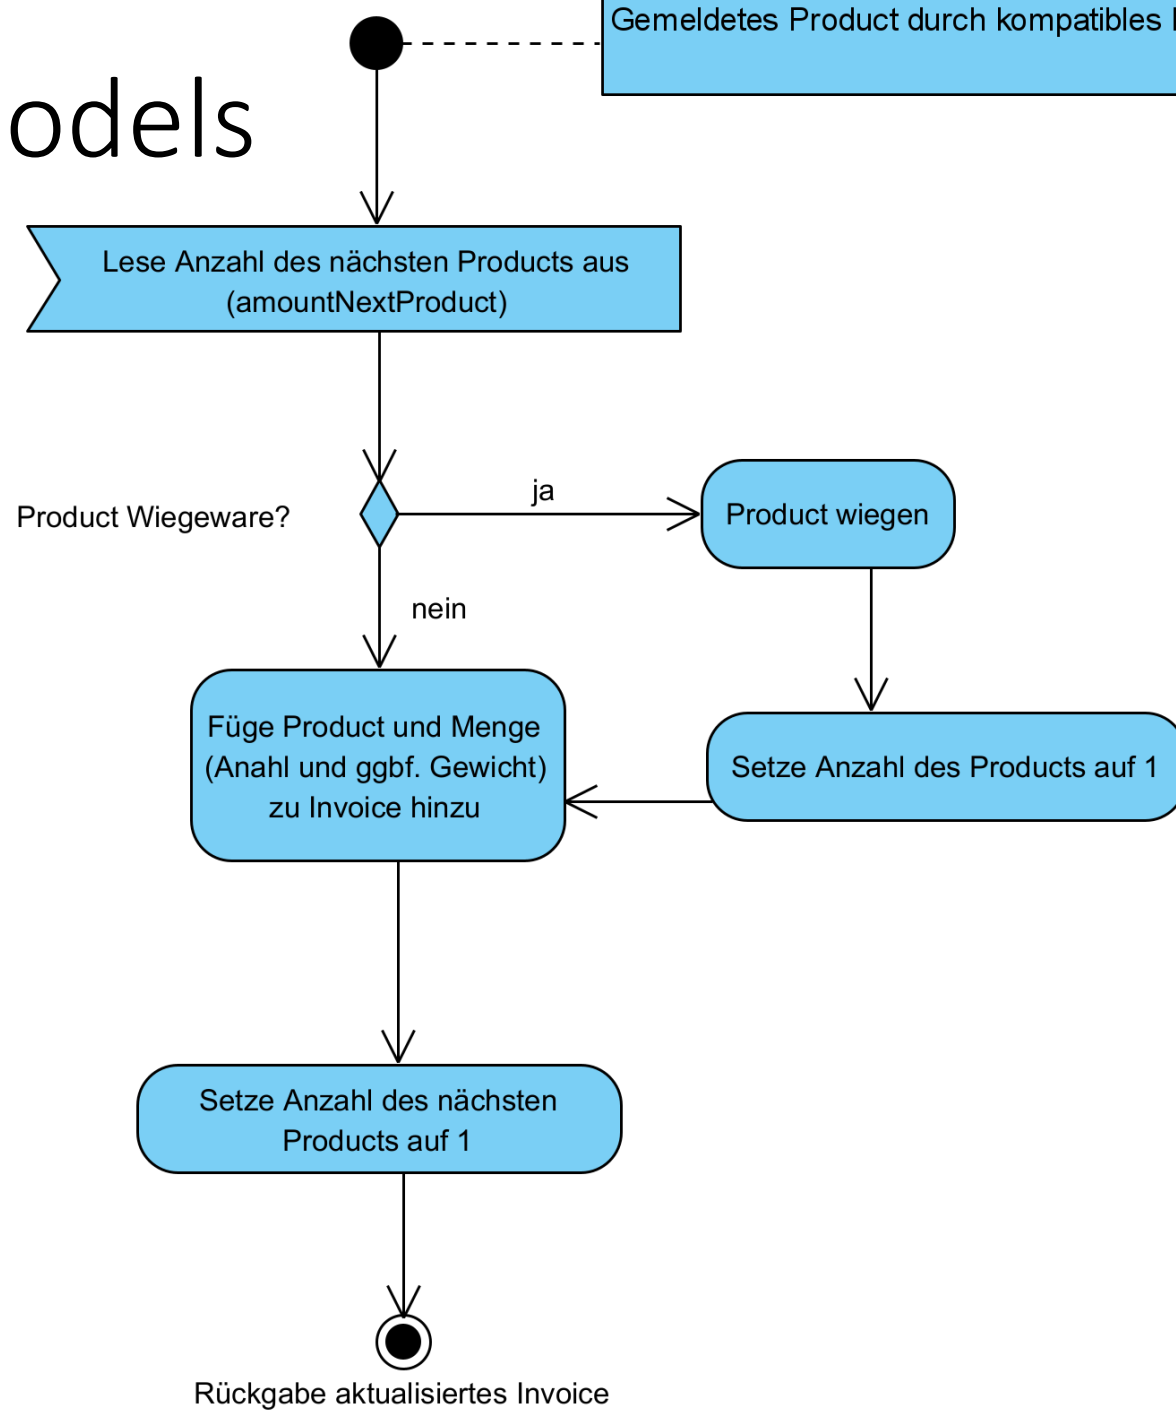 Gemeldetes Product durch kompatibles
odels
Lese Anzahl des nächsten Products aus
(amountNextProduct)
Product Wiegeware?
ja
Product wiegen
nein
Füge Product und Menge
(Anahl und ggbf. Gewicht)
zu Invoice hinzu
Setze Anzahl des Products auf 1
Setze Anzahl des nächsten
Products auf 1
Rückgabe aktualisiertes Invoice